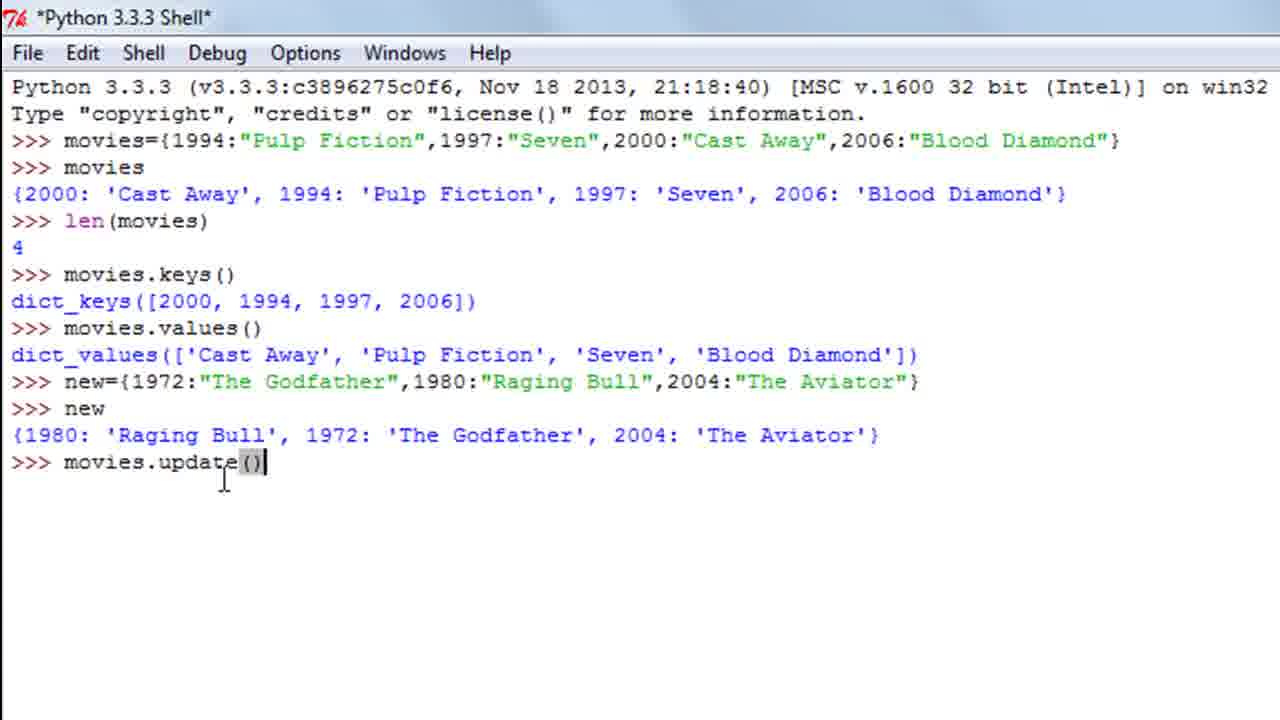 *Python 3.3.3 Shell*
File Edit Shell Debug Options Windows Help
Python 3.3.3 (v3.3.3:c3896275c0f6, Nov 18 2013, 21:18:40) [MSC v.1600 32 bit (Intel)] on win32
Type "copyright", "credits" or "license()" for more information.
>>> movies={1994:"Pulp Fiction",1997:"Seven",2000:"Cast Away",2006:"Blood Diamond"}
>>> movies
{2000: 'Cast Away', 1994: 'Pulp Fiction', 1997: 'Seven', 2006: 'Blood Diamond'}
>>> len(movies)
4
>>> movies.keys()
dict_keys([2000, 1994, 1997, 2006])
>>> movies.values()
dict_values(['Cast Away', 'Pulp Fiction', 'Seven', 'Blood Diamond'])
>>> new={1972:"The Godfather",1980:"Raging Bull",2004:"The Aviator"}
>>> new
{1980: 'Raging Bull', 1972: 'The Godfather', 2004: 'The Aviator'}
>>> movies.update()